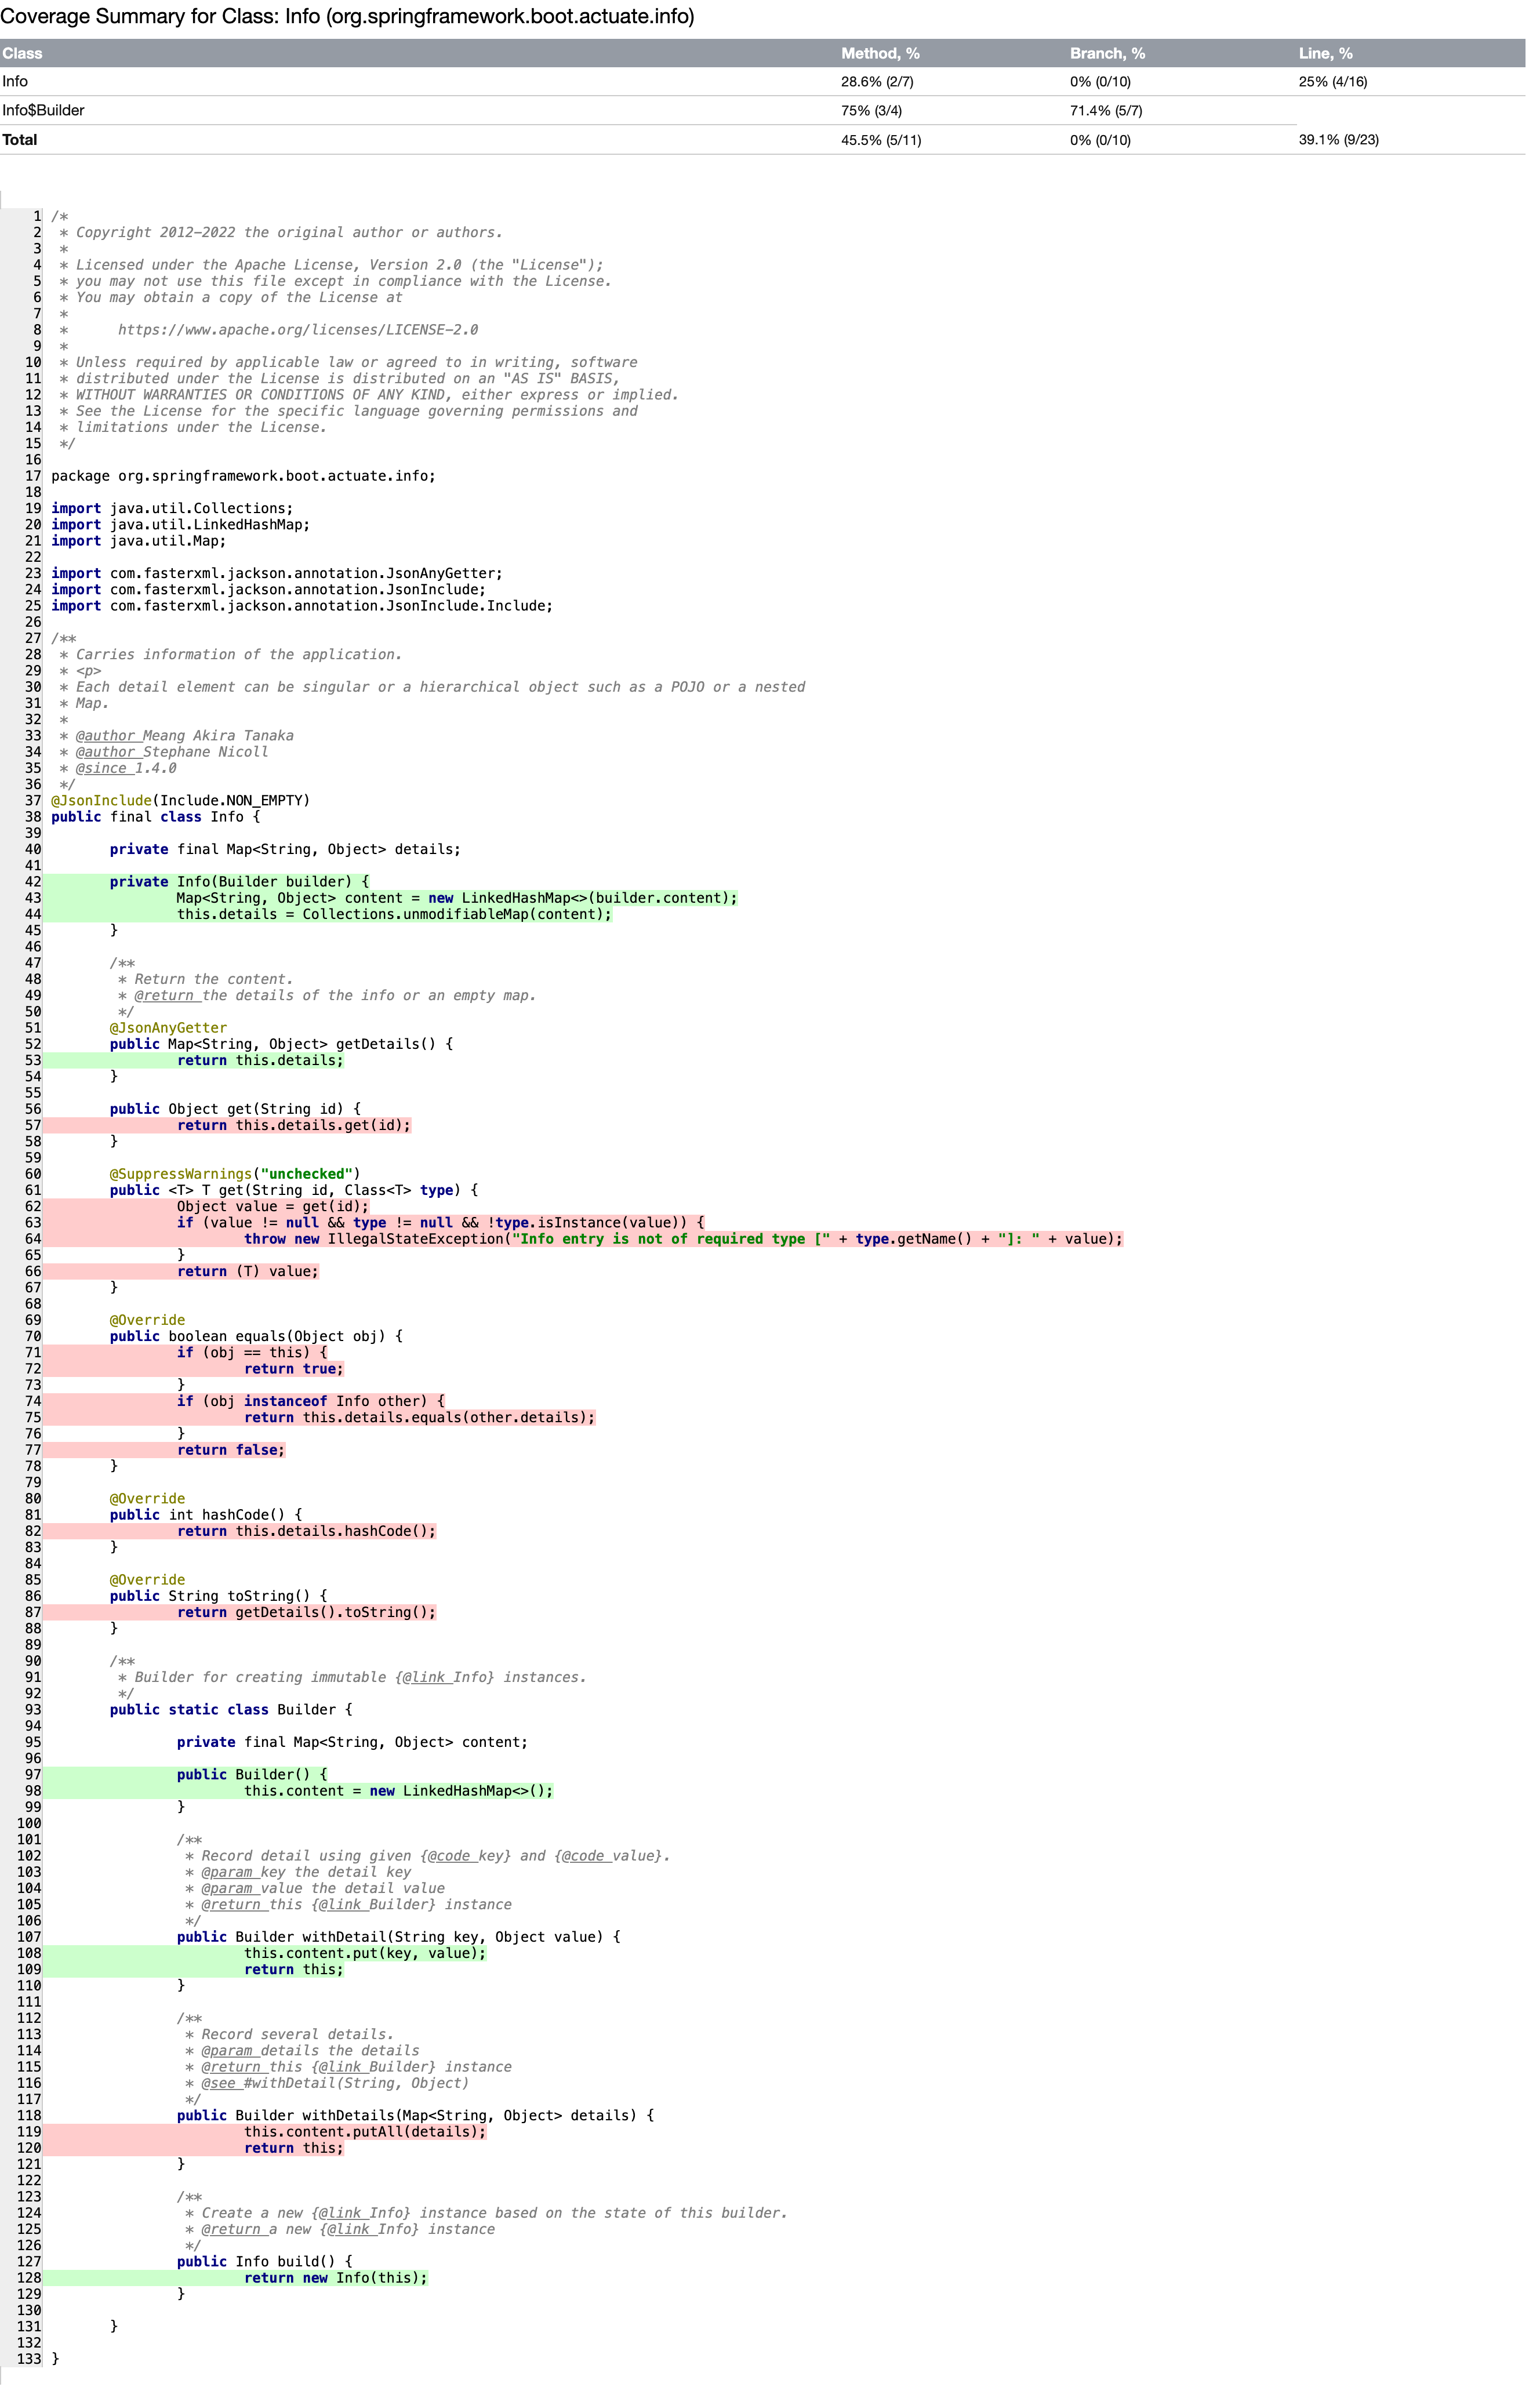 Coverage Summary for Class: Info (org.springframework.boot.actuate.info)
Class Method, % Branch, % Line, %
Info 28.6% (2/7) 0% (0/10) 25% (4/16)
Info$Builder 75% (3/4) 71.4% (5/7)
Total 45.5% (5/11) 0% (0/10) 39.1% (9/23)
1 /*
2  * Copyright 2012-2022 the original author or authors.
3  *
4  * Licensed under the Apache License, Version 2.0 (the "License");
5  * you may not use this file except in compliance with the License.
6  * You may obtain a copy of the License at
7  *
8  *      https://www.apache.org/licenses/LICENSE-2.0
9  *
10  * Unless required by applicable law or agreed to in writing, software
11  * distributed under the License is distributed on an "AS IS" BASIS,
12  * WITHOUT WARRANTIES OR CONDITIONS OF ANY KIND, either express or implied.
13  * See the License for the specific language governing permissions and
14  * limitations under the License.
15  */
16
17 package org.springframework.boot.actuate.info;
18
19 import java.util.Collections;
20 import java.util.LinkedHashMap;
21 import java.util.Map;
22
23 import com.fasterxml.jackson.annotation.JsonAnyGetter;
24 import com.fasterxml.jackson.annotation.JsonInclude;
25 import com.fasterxml.jackson.annotation.JsonInclude.Include;
26
27 /**
28  * Carries information of the application.
29  * <p>
30  * Each detail element can be singular or a hierarchical object such as a POJO or a nested
31  * Map.
32  *
33  * @author Meang Akira Tanaka
34  * @author Stephane Nicoll
35  * @since 1.4.0
36  */
37 @JsonInclude(Include.NON_EMPTY)
38 public final class Info {
39
40         private final Map<String, Object> details;
41
42         private Info(Builder builder) {
43                 Map<String, Object> content = new LinkedHashMap<>(builder.content);
44                 this.details = Collections.unmodifiableMap(content);
45         }
46
47         /**
48          * Return the content.
49          * @return the details of the info or an empty map.
50          */
51         @JsonAnyGetter
52         public Map<String, Object> getDetails() {
53                 return this.details;
54         }
55
56         public Object get(String id) {
57                 return this.details.get(id);
58         }
59
60         @SuppressWarnings("unchecked")
61         public <T> T get(String id, Class<T> type) {
62                 Object value = get(id);
63                 if (value != null && type != null && !type.isInstance(value)) {
64                         throw new IllegalStateException("Info entry is not of required type [" + type.getName() + "]: " + value);
65                 }
66                 return (T) value;
67         }
68
69         @Override
70         public boolean equals(Object obj) {
71                 if (obj == this) {
72                         return true;
73                 }
74                 if (obj instanceof Info other) {
75                         return this.details.equals(other.details);
76                 }
77                 return false;
78         }
79
80         @Override
81         public int hashCode() {
82                 return this.details.hashCode();
83         }
84
85         @Override
86         public String toString() {
87                 return getDetails().toString();
88         }
89
90         /**
91          * Builder for creating immutable {@link Info} instances.
92          */
93         public static class Builder {
94
95                 private final Map<String, Object> content;
96
97                 public Builder() {
98                         this.content = new LinkedHashMap<>();
99                 }
100
101                 /**
102                  * Record detail using given {@code key} and {@code value}.
103                  * @param key the detail key
104                  * @param value the detail value
105                  * @return this {@link Builder} instance
106                  */
107                 public Builder withDetail(String key, Object value) {
108                         this.content.put(key, value);
109                         return this;
110                 }
111
112                 /**
113                  * Record several details.
114                  * @param details the details
115                  * @return this {@link Builder} instance
116                  * @see #withDetail(String, Object)
117                  */
118                 public Builder withDetails(Map<String, Object> details) {
119                         this.content.putAll(details);
120                         return this;
121                 }
122
123                 /**
124                  * Create a new {@link Info} instance based on the state of this builder.
125                  * @return a new {@link Info} instance
126                  */
127                 public Info build() {
128                         return new Info(this);
129                 }
130
131         }
132
133 }